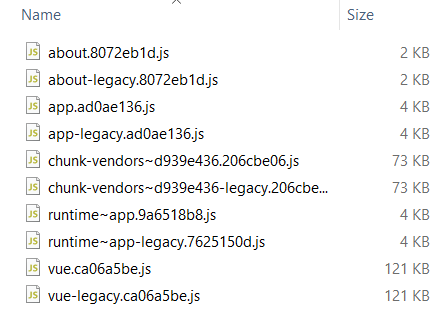 Name Size
about.8072eb1d.js 2 KB
about-legacy.8072eb1d.js 2 KB
app.ad0ae136.js 4 KB
app-legacy.ad0ae136.js 4 KB
chunk-vendors~d939e436.206cbe06.js 73 KB
chunk-vendors~d939e436-legacy.206cbe... 73 KB
runtime~app.9a6518b8.js 4 KB
runtime~app-legacy.7625150d.js 4 KB
vue.ca06a5be.js 121 KB
vue-legacy.ca06a5be.js 121 KB